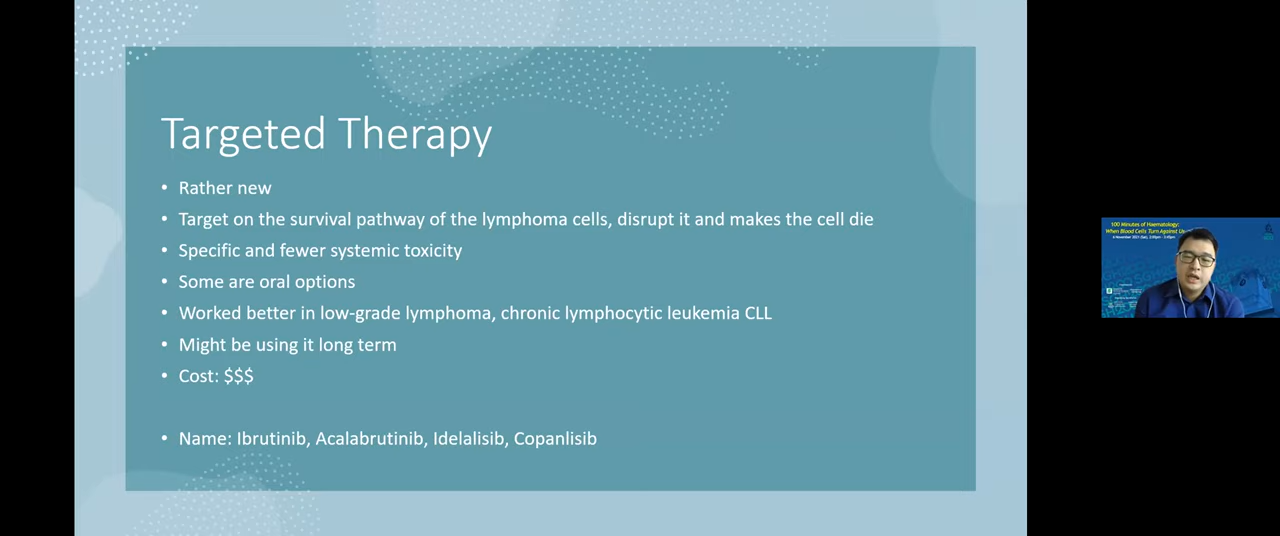 Targeted Therapy
• Rather new
• Target on the survival pathway of the lymphoma cells, disrupt it and makes the cell die
• Specific and fewer systemic toxicity
• Some are oral options
• Worked better in low-grade lymphoma, chronic lymphocytic leukemia CLL
• Might be using it long term
• Cost: $$$
• Name: Ibrutinib, Acalabrutinib, Idelalisib, Copanlisib
100 Minutes of Haematology:
When Blood Cells Turn Against Us